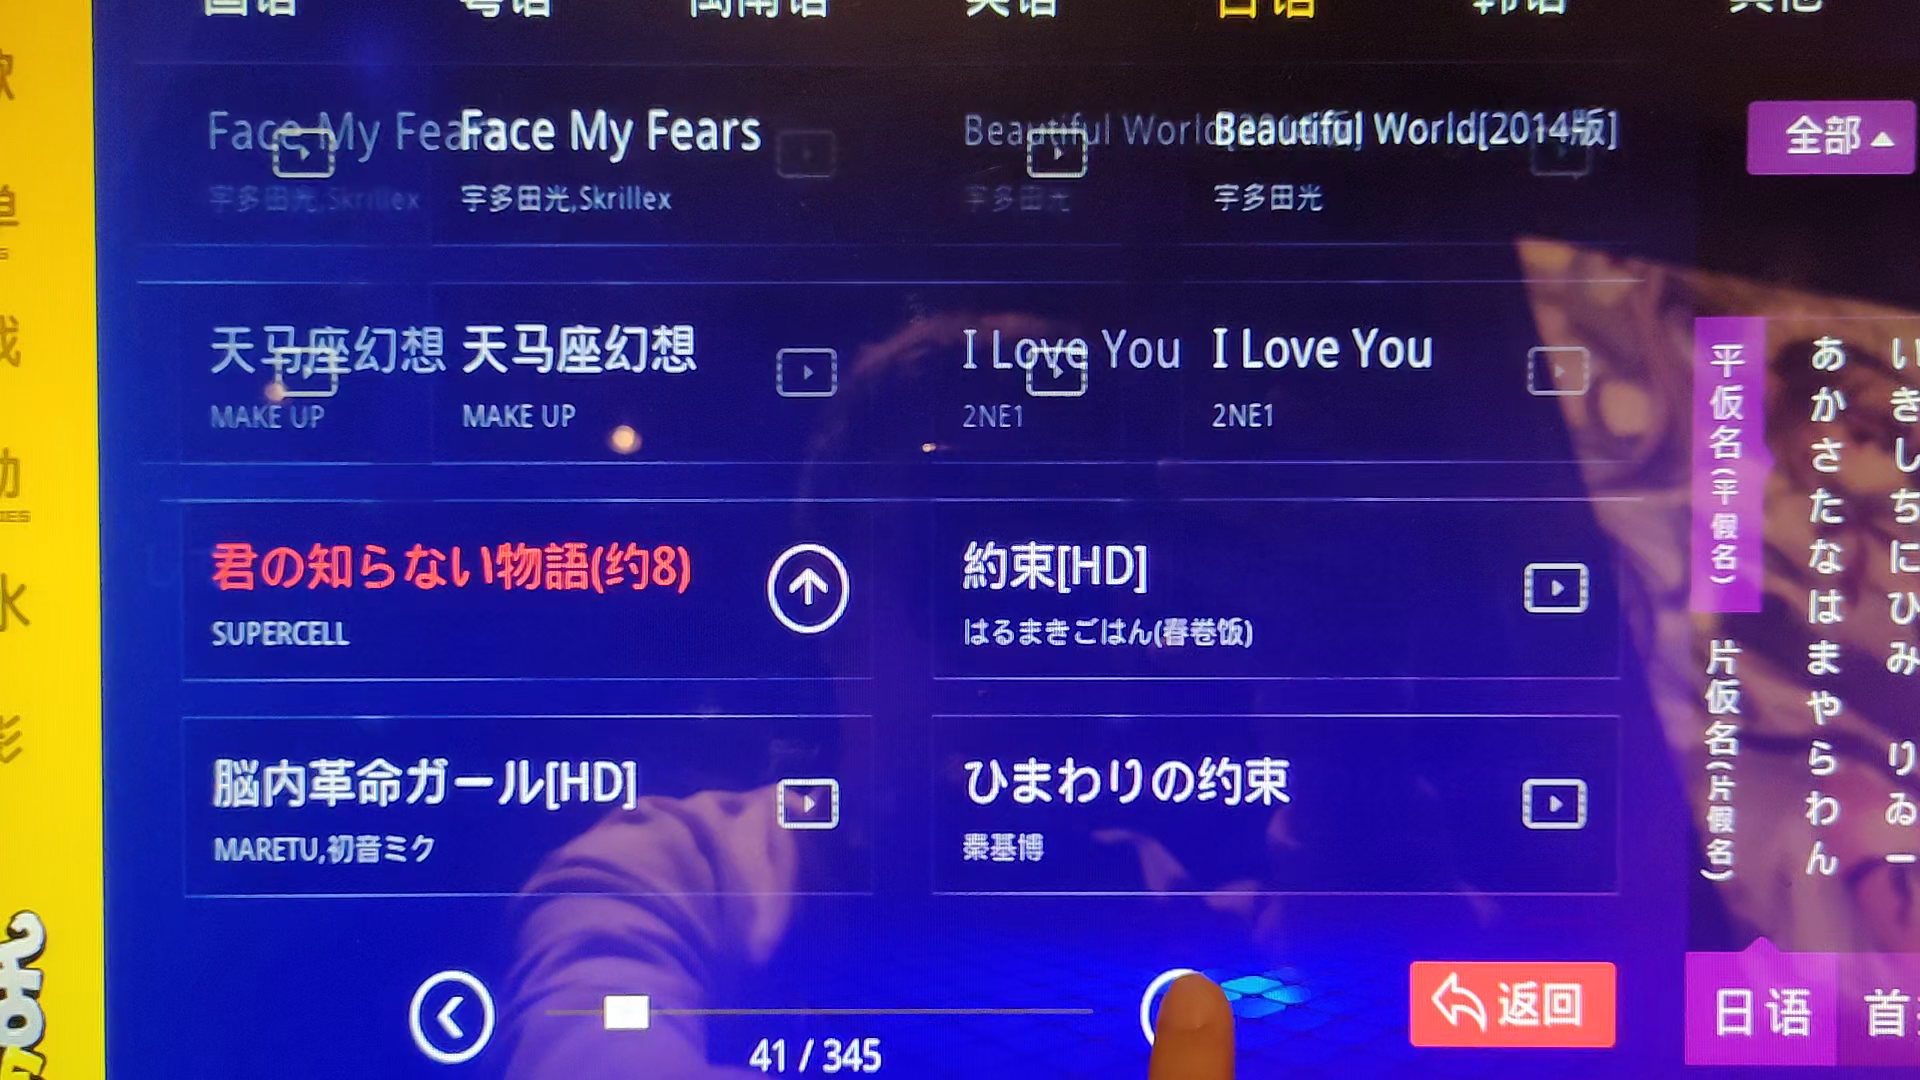 国语 粤语 闽南语 英语 日语 韩语 其他
Face My Fears
Beautiful World[2014版]
全部
宇多田光,Skrillex
宇多田光
天马座幻想
I Love You
MAKE UP
2NE1
君の知らない物語(约8)
約束[HD]
SUPERCELL
はるまきごはん(春卷饭)
脳内革命ガール[HD]
ひまわりの约束
MARETU,初音ミク
秦基博
41 / 345
返回
平仮名(平假名)
片仮名(片假名)
あかさたなはまやらわん
いきしちにひみ りゐー
日语 首